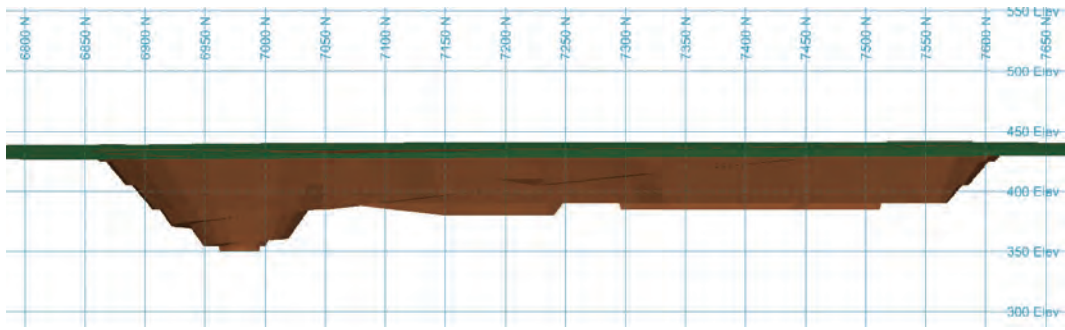 6800 N
6850 N
6900 N
6950 N
7000 N
7050 N
7100 N
7150 N
7200 N
7250 N
7300 N
7350 N
7400 N
7450 N
7500 N
7550 N
7600 N
7650 N
550 Elev
500 Elev
450 Elev
400 Elev
350 Elev
300 Elev